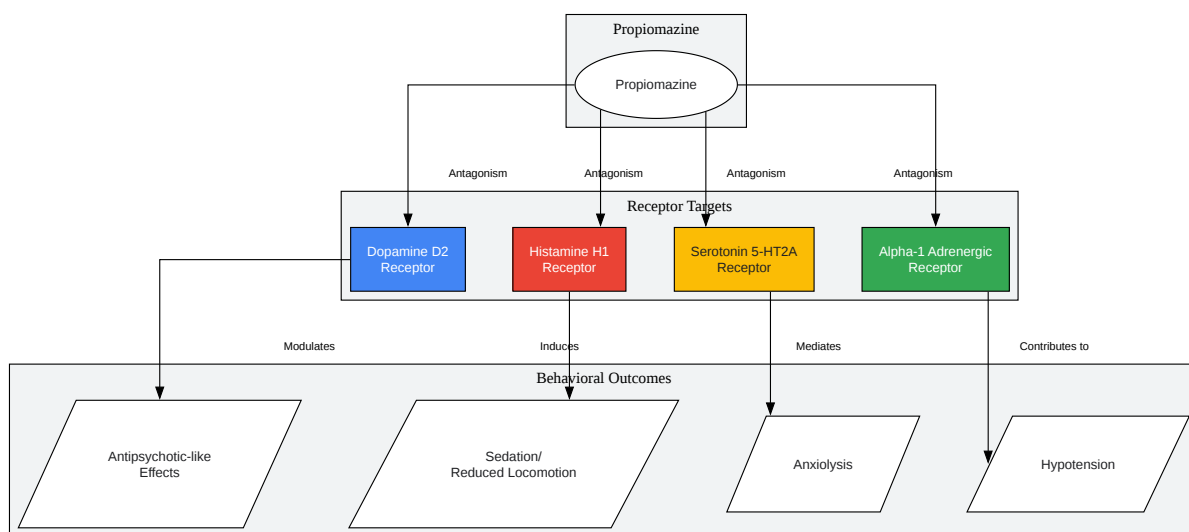 Propiomazine
Propiomazine
Antagonism
Antagonism
Antagonism
Antagonism
Receptor Targets
Dopamine D2
Receptor
Histamine H1
Receptor
Serotonin 5-HT2A
Receptor
Alpha-1 Adrenergic
Receptor
Modulates
Induces
Mediates
Contributes to
Behavioral Outcomes
Antipsychotic-like
Effects
Sedation/
Reduced Locomotion
Anxiolysis
Hypotension